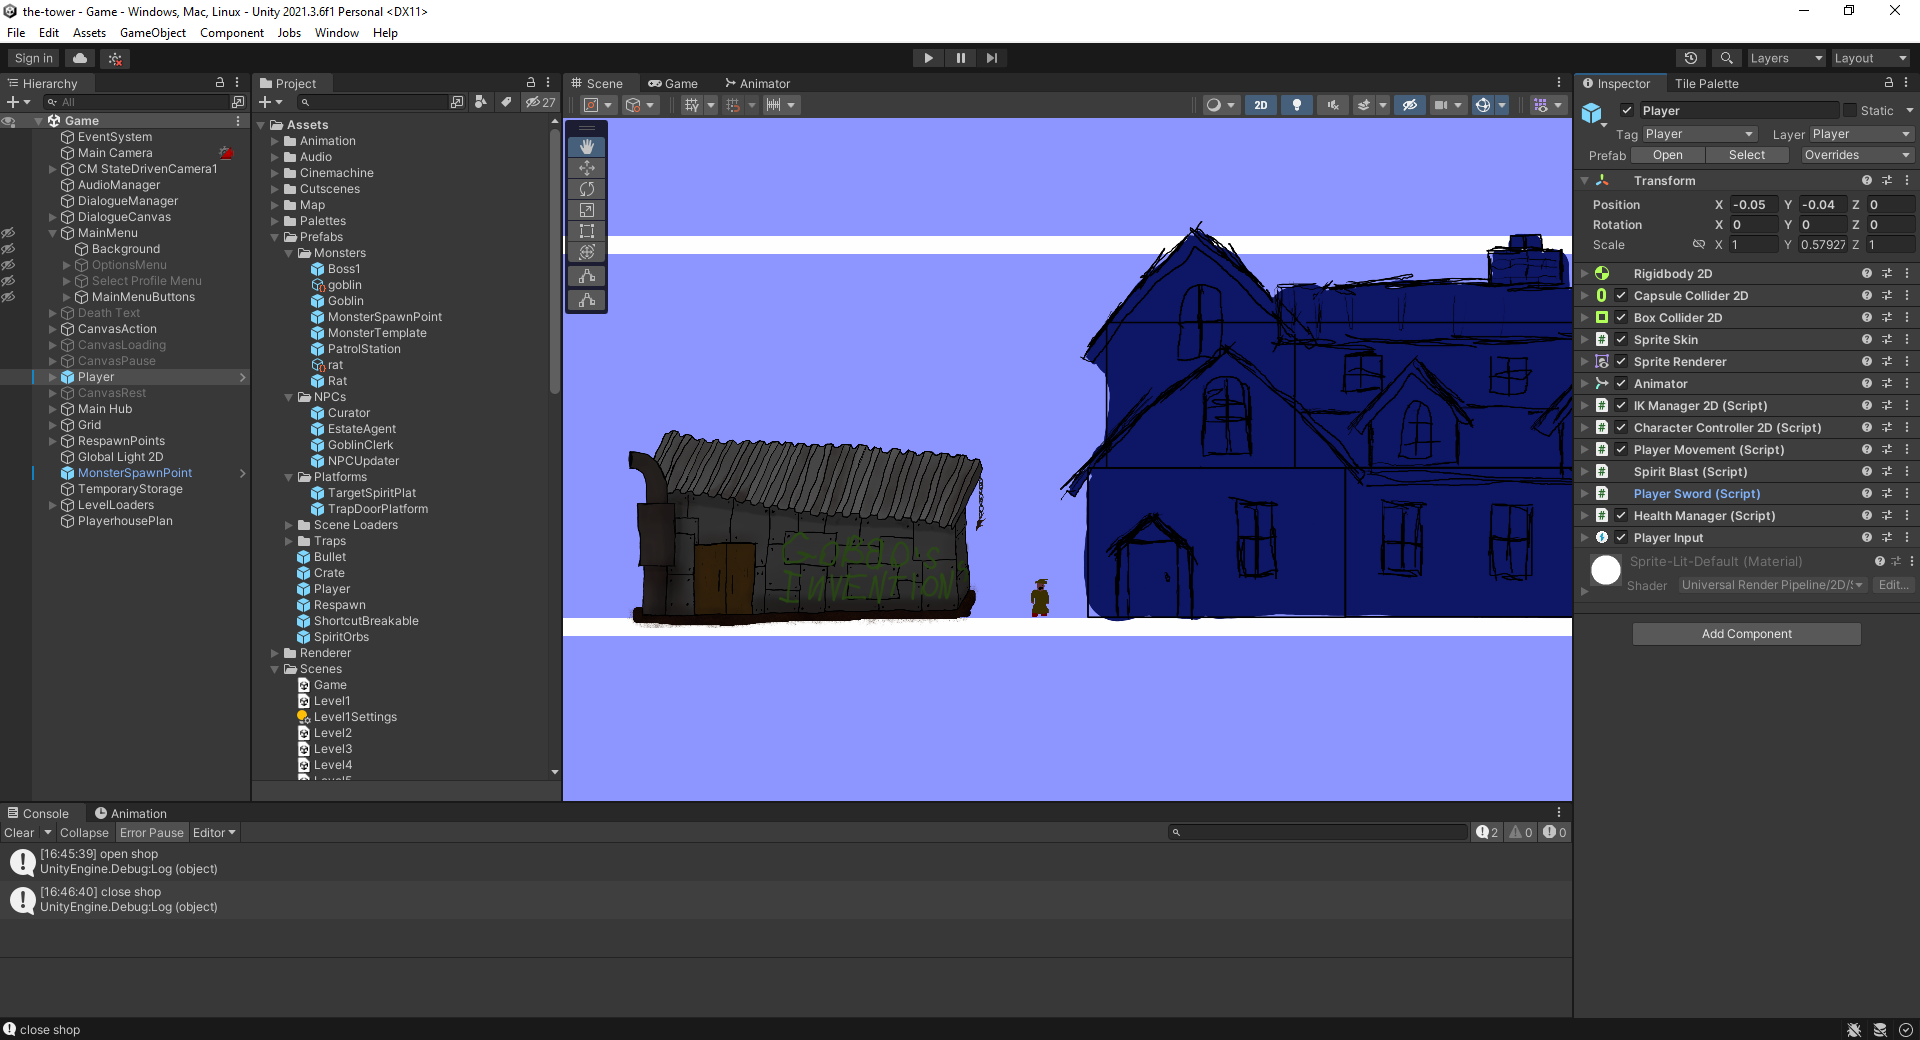 the-tower - Game - Windows, Mac, Linux - Unity 2021.3.6f1 Personal <DX11>
File Edit Assets GameObject Component Jobs Window Help
Sign in
Layers
Layout
Hierarchy
All
Game
EventSystem
Main Camera
CM StateDrivenCamera1
AudioManager
DialogueManager
DialogueCanvas
MainMenu
Background
OptionsMenu
Select Profile Menu
MainMenuButtons
Death Text
CanvasAction
CanvasLoading
CanvasPause
Player
CanvasRest
Main Hub
Grid
RespawnPoints
Global Light 2D
MonsterSpawnPoint
TemporaryStorage
LevelLoaders
PlayerhousePlan
Project
27
Assets
Animation
Audio
Cinemachine
Cutscenes
Map
Palettes
Prefabs
Monsters
Boss1
goblin
Goblin
MonsterSpawnPoint
MonsterTemplate
PatrolStation
rat
Rat
NPCs
Curator
EstateAgent
GoblinClerk
NPCUpdater
Platforms
TargetSpiritPlat
TrapDoorPlatform
Scene Loaders
Traps
Bullet
Crate
Player
Respawn
ShortcutBreakable
SpiritOrbs
Renderer
Scenes
Game
Level1
Level1Settings
Level2
Level3
Level4
Scene Game Animator
2D
INVENTION
Inspector Tile Palette
Player Static
Tag Player Layer Player
Prefab Open Select Overrides
Transform
Position X -0.05 Y -0.04 Z 0
Rotation X 0 Y 0 Z 0
Scale X 1 Y 0.57927 Z 1
Rigidbody 2D
Capsule Collider 2D
Box Collider 2D
Sprite Skin
Sprite Renderer
Animator
IK Manager 2D (Script)
Character Controller 2D (Script)
Player Movement (Script)
Spirit Blast (Script)
Player Sword (Script)
Health Manager (Script)
Player Input
Sprite-Lit-Default (Material)
Shader Universal Render Pipeline/2D/ Edit...
Add Component
Console Animation
Clear Collapse Error Pause Editor
2 0 0
[16:45:39] open shop
UnityEngine.Debug:Log (object)
[16:46:40] close shop
UnityEngine.Debug:Log (object)
close shop